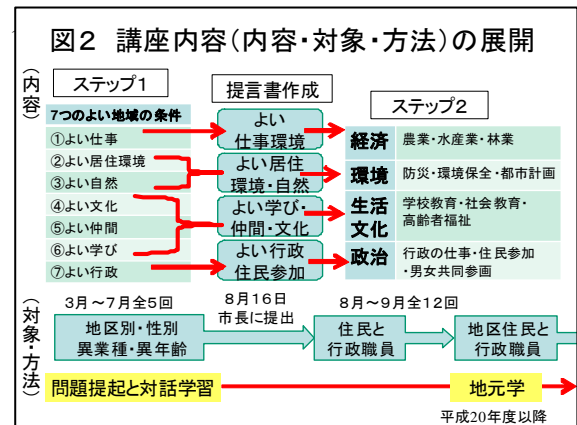 図2 講座内容(内容・対象・方法)の展開
(内容)
ステップ1
7つのよい地域の条件
①よい仕事
②よい居住環境
③よい自然
④よい文化
⑤よい仲間
⑥よい学び
⑦よい行政
提言書作成
よい
仕事環境
よい居住
環境・自然
よい学び・
仲間・文化
よい行政
住民参加
ステップ2
経済 農業・水産業・林業
環境 防災・環境保全・都市計画
生活
文化
学校教育・社会教育・
高齢者福祉
政治 行政の仕事・住民参加
・男女共同参画
(対象・方法)
3月～7月全5回
地区別・性別
異業種・異年齢
8月16日
市長に提出
8月～9月全12回
住民と
行政職員
地区住民と
行政職員
問題提起と対話学習
地元学
平成20年度以降